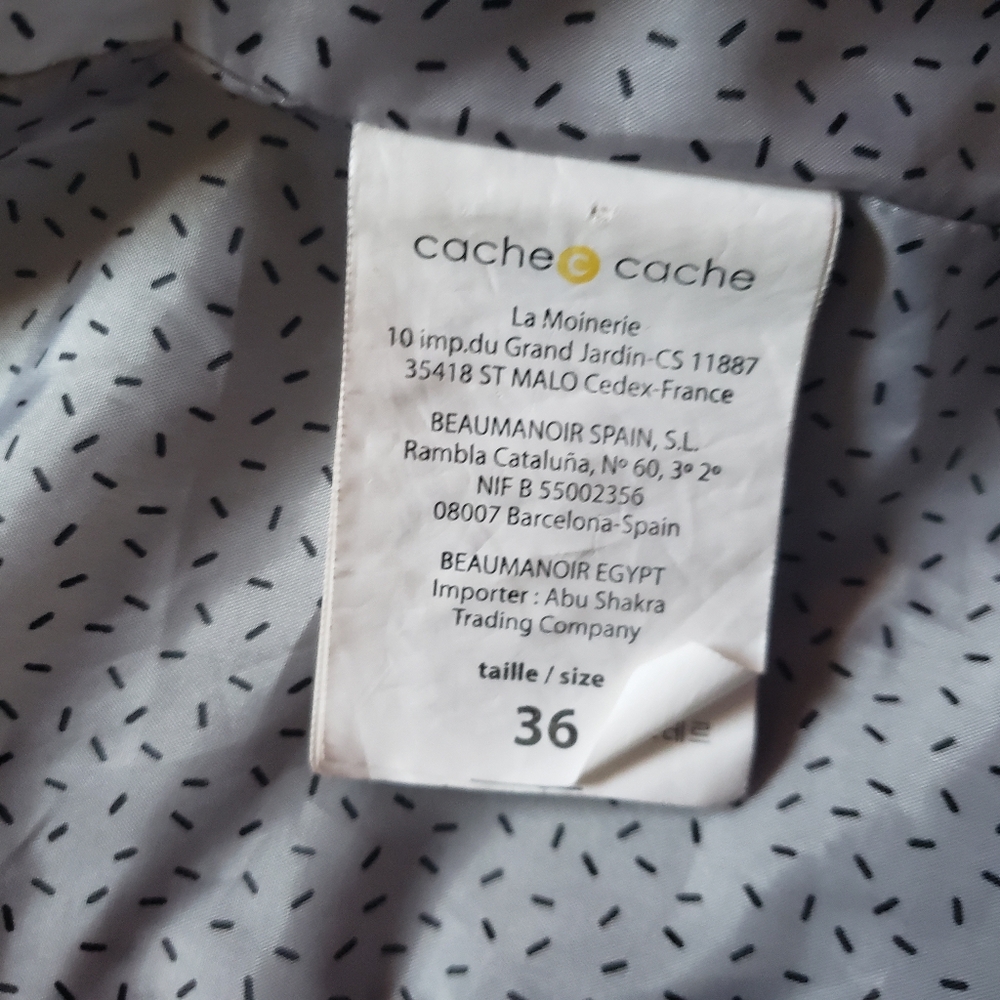 cache c cache
La Moinerie
10 imp.du Grand Jardin-CS 11887
35418 ST MALO Cedex-France
BEAUMANOIR SPAIN, S.L.
Rambla Cataluña, Nº 60, 3º 2º
NIF B 55002356
08007 Barcelona-Spain
BEAUMANOIR EGYPT
Importer : Abu Shakra
Trading Company
taille / size
36